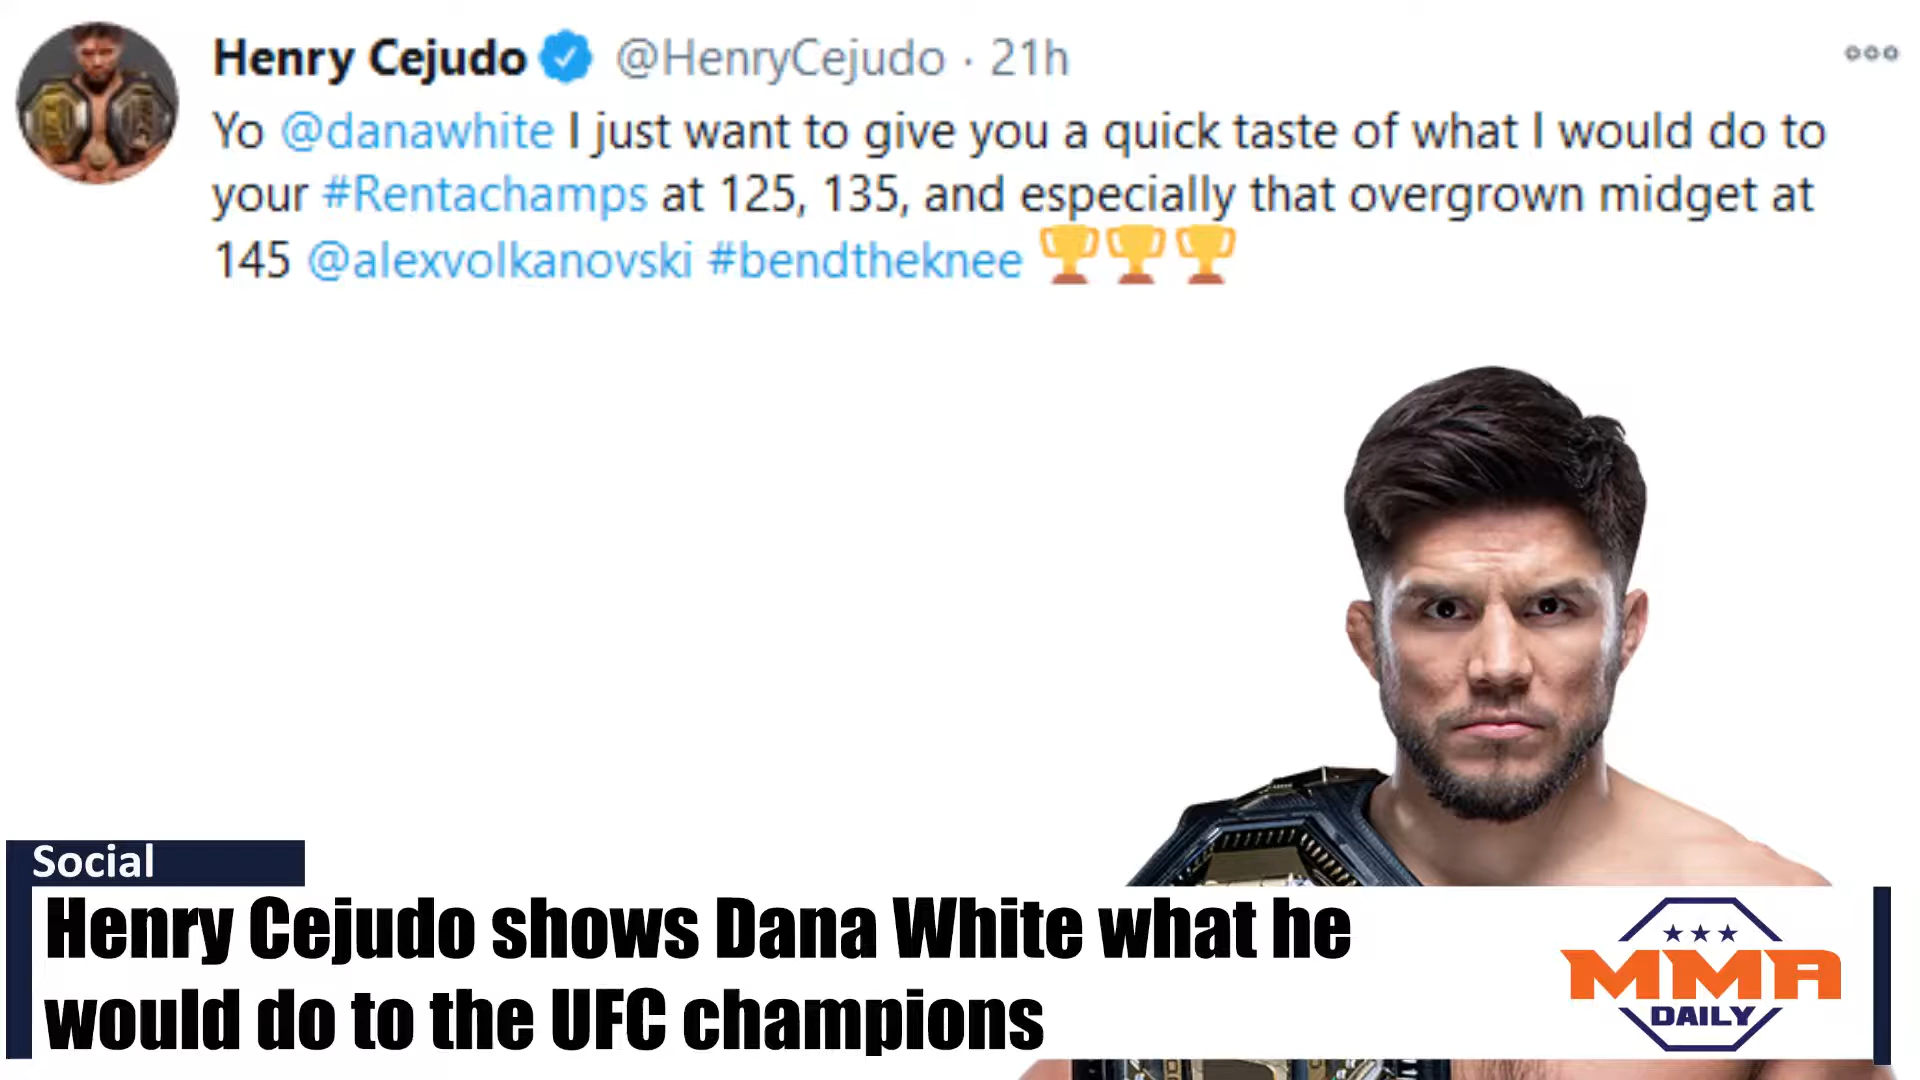 Henry Cejudo @HenryCejudo · 21h
Yo @danawhite I just want to give you a quick taste of what I would do to
your #Rentachamps at 125, 135, and especially that overgrown midget at
145 @alexvolkanovski #bendtheknee 🏆🏆🏆
Social
Henry Cejudo shows Dana White what he
would do to the UFC champions
MMA
DAILY